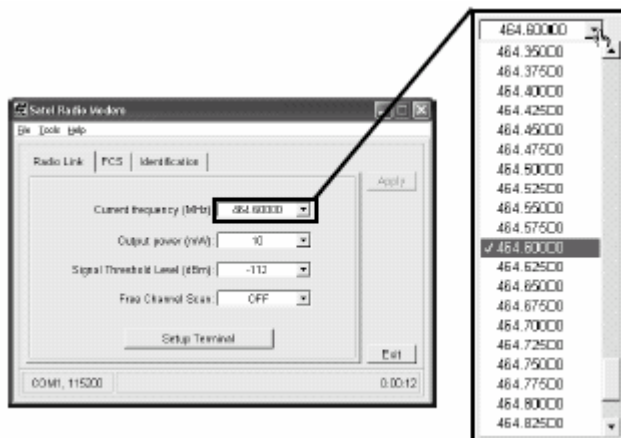 Satel Radio Modem
File Tools Help
Radio Link PCS Identification
Apply
Current frequency (MHz): 464.60000
Output power (mW): 10
Signal Threshold Level (dBm): -112
Free Channel Scan: OFF
Setup Terminal
Exit
COM1, 115200 0:00:12
464.60000
464.35000
464.37500
464.40000
464.42500
464.45000
464.47500
464.50000
464.52500
464.55000
464.57500
✓ 464.60000
464.62500
464.65000
464.67500
464.70000
464.72500
464.75000
464.77500
464.80000
464.82500